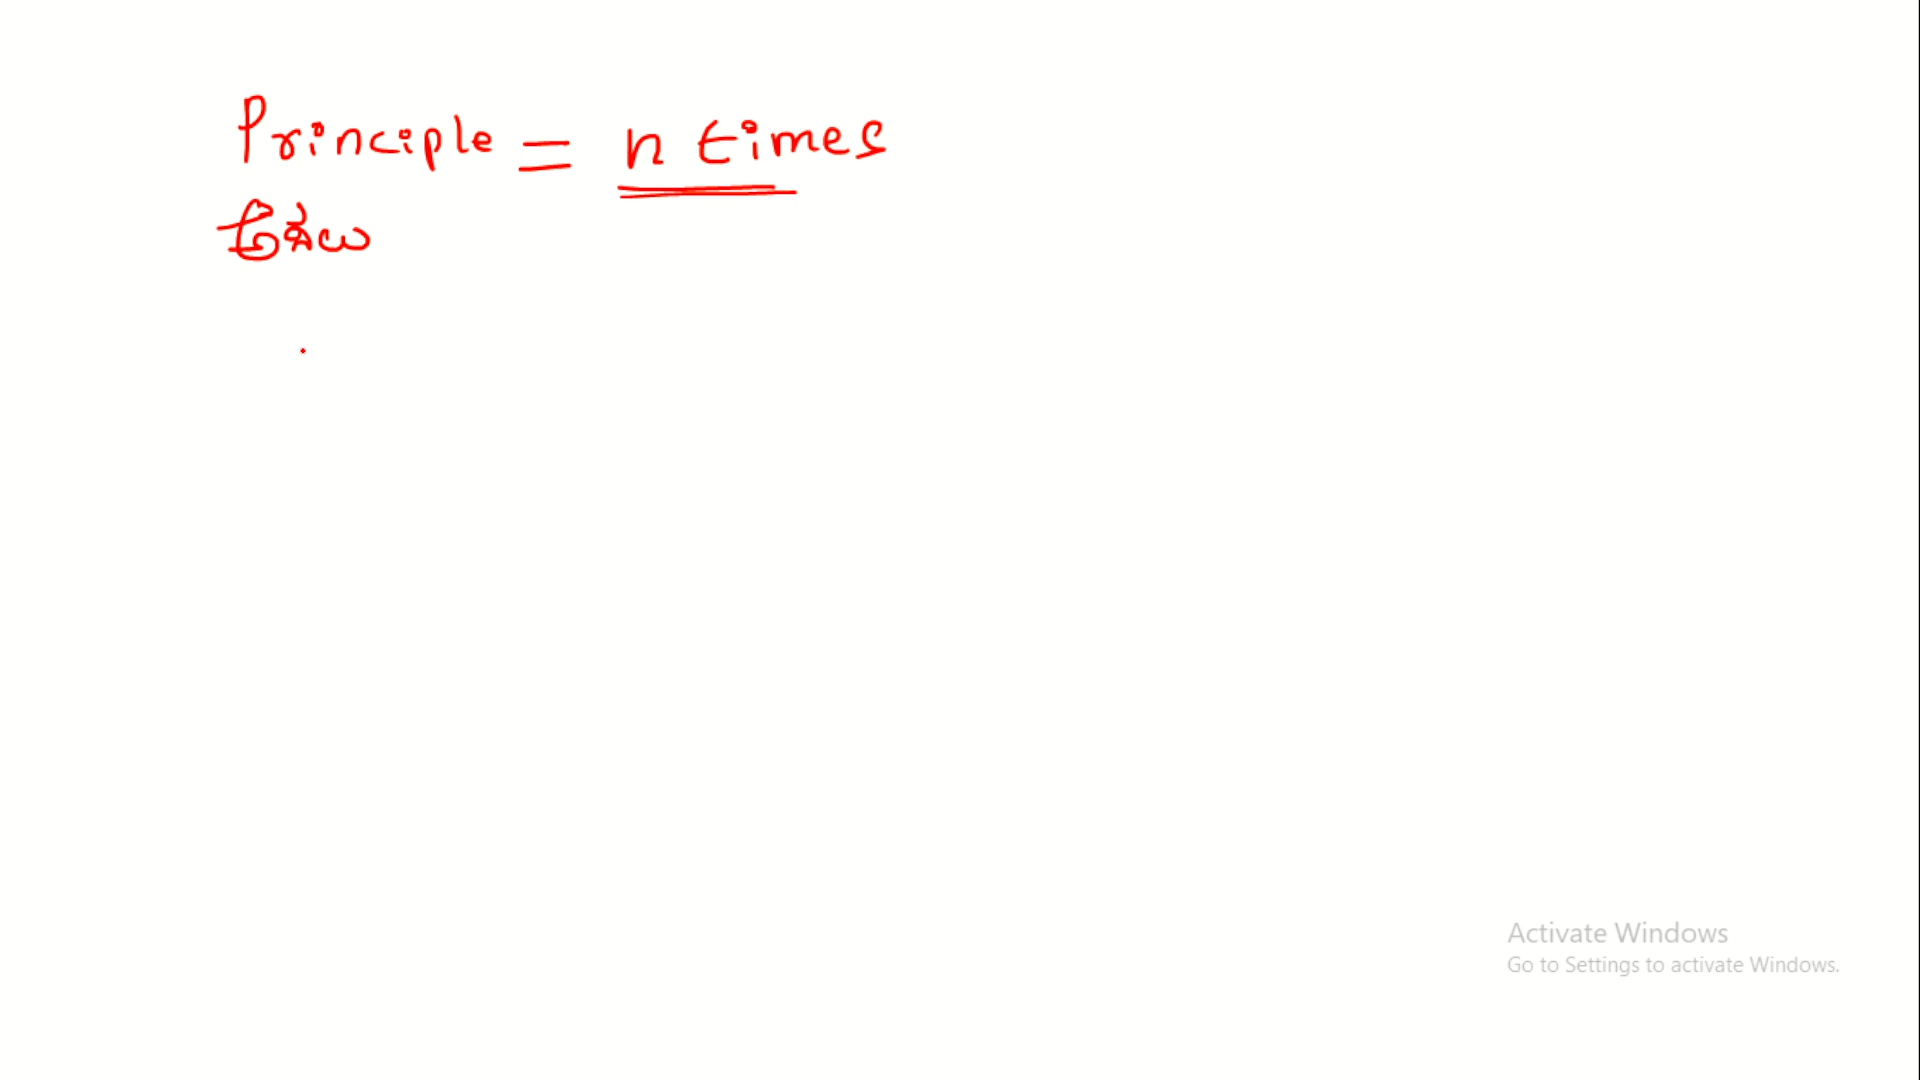 Principle = n times
Activate Windows
Go to Settings to activate Windows.